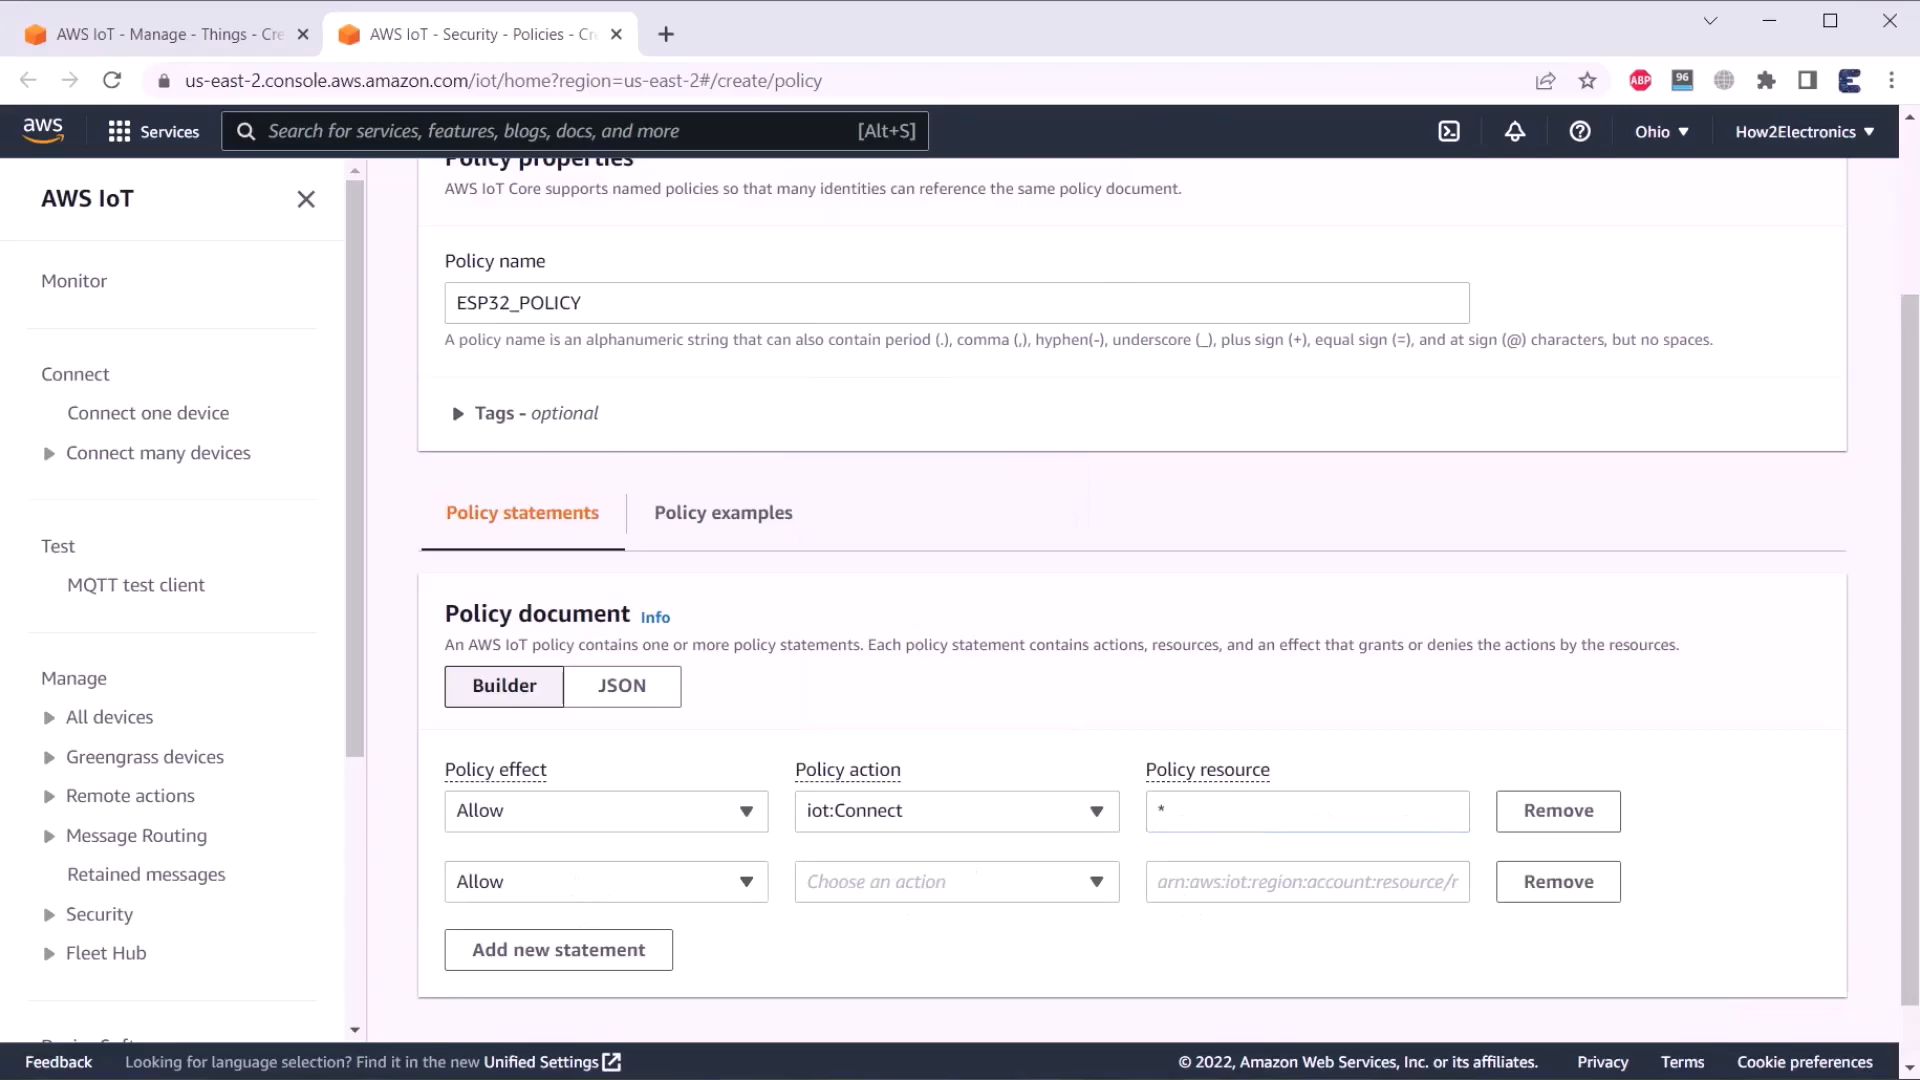 AWS IoT - Manage - Things - Cre
AWS IoT - Security - Policies - Cr
us-east-2.console.aws.amazon.com/iot/home?region=us-east-2#/create/policy
ABP
96
aws
Services
Search for services, features, blogs, docs, and more
[Alt+S]
Ohio
How2Electronics
AWS IoT
Monitor
Connect
Connect one device
Connect many devices
Test
MQTT test client
Manage
All devices
Greengrass devices
Remote actions
Message Routing
Retained messages
Security
Fleet Hub
Policy properties
AWS IoT Core supports named policies so that many identities can reference the same policy document.
Policy name
ESP32_POLICY
A policy name is an alphanumeric string that can also contain period (.), comma (,), hyphen(-), underscore (_), plus sign (+), equal sign (=), and at sign (@) characters, but no spaces.
Tags - optional
Policy statements
Policy examples
Policy document Info
An AWS IoT policy contains one or more policy statements. Each policy statement contains actions, resources, and an effect that grants or denies the actions by the resources.
Builder
JSON
Policy effect
Policy action
Policy resource
Allow
iot:Connect
*
Remove
Allow
Choose an action
arn:aws:iot:region:account:resource/r
Remove
Add new statement
Feedback
Looking for language selection? Find it in the new Unified Settings
© 2022, Amazon Web Services, Inc. or its affiliates.
Privacy
Terms
Cookie preferences